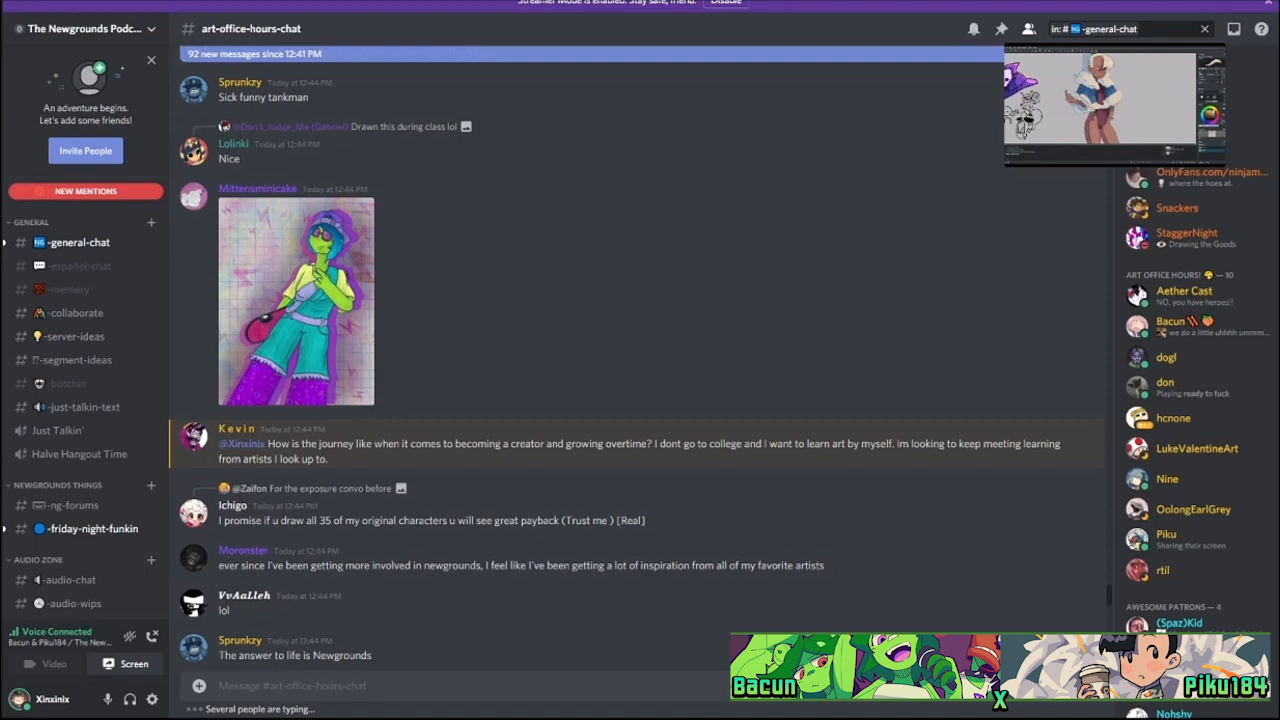 Streamer Mode is enabled. Stay safe, friend.
Disable
The Newgrounds Podc...
# art-office-hours-chat
in: # NG -general-chat
92 new messages since 12:41 PM
An adventure begins.
Let's add some friends!
Invite People
NEW MENTIONS
GENERAL
# NG -general-chat
# -español-chat
# -memery
# -collaborate
# -server-ideas
# -segment-ideas
# -botchat
# -just-talkin-text
Just Talkin'
Halve Hangout Time
NEWGROUNDS THINGS
# -ng-forums
# -friday-night-funkin
AUDIO ZONE
# -audio-chat
# -audio-wips
Voice Connected
Bacun & Piku184 / The New...
Video
Screen
Xinxinix
Sprunkzy Today at 12:44 PM
Sick funny tankman
@Don't_Judge_Me (Gabriel) Drawn this during class lol
Lolinki Today at 12:44 PM
Nice
Mittensminicake Today at 12:44 PM
Kevin Today at 12:44 PM
@Xinxinix How is the journey like when it comes to becoming a creator and growing overtime? I dont go to college and I want to learn art by myself. Im looking to keep meeting learning
from artists I look up to.
@Zaifon For the exposure convo before
Ichigo Today at 12:44 PM
I promise if u draw all 35 of my original characters u will see great payback (Trust me ) [Real]
Moronster Today at 12:44 PM
ever since I've been getting more involved in newgrounds, I feel like I've been getting a lot of inspiration from all of my favorite artists
VvAaLleh Today at 12:44 PM
lol
Sprunkzy Today at 12:44 PM
The answer to life is Newgrounds
Message #art-office-hours-chat
Several people are typing...
OnlyFans.com/ninjam...
where the hoes at.
Snackers
StaggerNight
Drawing the Goods
ART OFFICE HOURS! — 10
Aether Cast
NO, you have herpes!!
Bacun
we do a little uhhhh ummm...
dogl
don
Playing ready to fuck
hcnone
LukeValentineArt
Nine
OolongEarlGrey
Piku
Sharing their screen
rtil
AWESOME PATRONS — 4
(Spaz)Kid
Nohshy
Bacun
X
Piku184